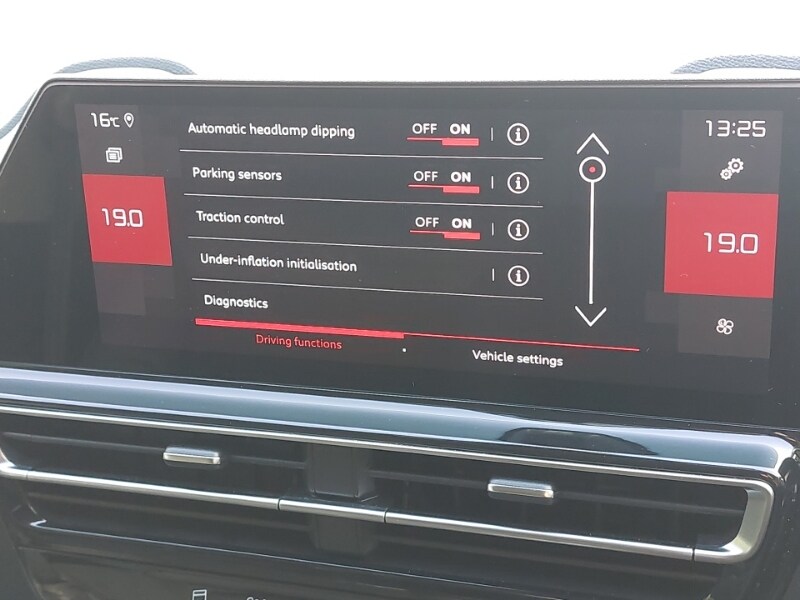 16°C
13:25
Automatic headlamp dipping OFF ON
Parking sensors OFF ON
19.0
19.0
Traction control OFF ON
Under-inflation initialisation
Diagnostics
Driving functions
Vehicle settings